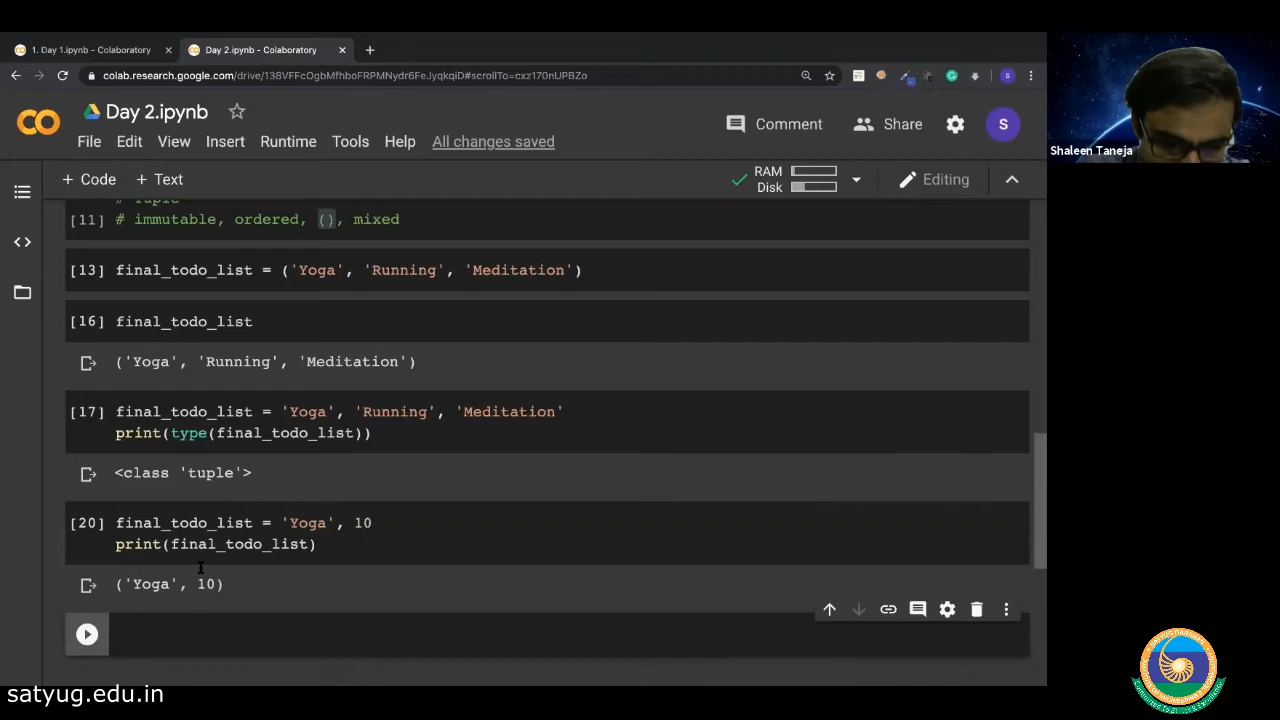 1. Day 1.ipynb - Colaboratory
Day 2.ipynb - Colaboratory
colab.research.google.com/drive/138VFFcOgbMfhboFRPMNydr6FeJyqkqiD#scrollTo=cxz170nUPBZo
Day 2.ipynb
File Edit View Insert Runtime Tools Help All changes saved
Comment
Share
S
+ Code + Text
RAM
Disk
Editing
[11] # immutable, ordered, (), mixed
[13] final_todo_list = ('Yoga', 'Running', 'Meditation')
[16] final_todo_list
('Yoga', 'Running', 'Meditation')
[17] final_todo_list = 'Yoga', 'Running', 'Meditation'
print(type(final_todo_list))
<class 'tuple'>
[20] final_todo_list = 'Yoga', 10
print(final_todo_list)
('Yoga', 10)
Shaleen Taneja
satyug.edu.in